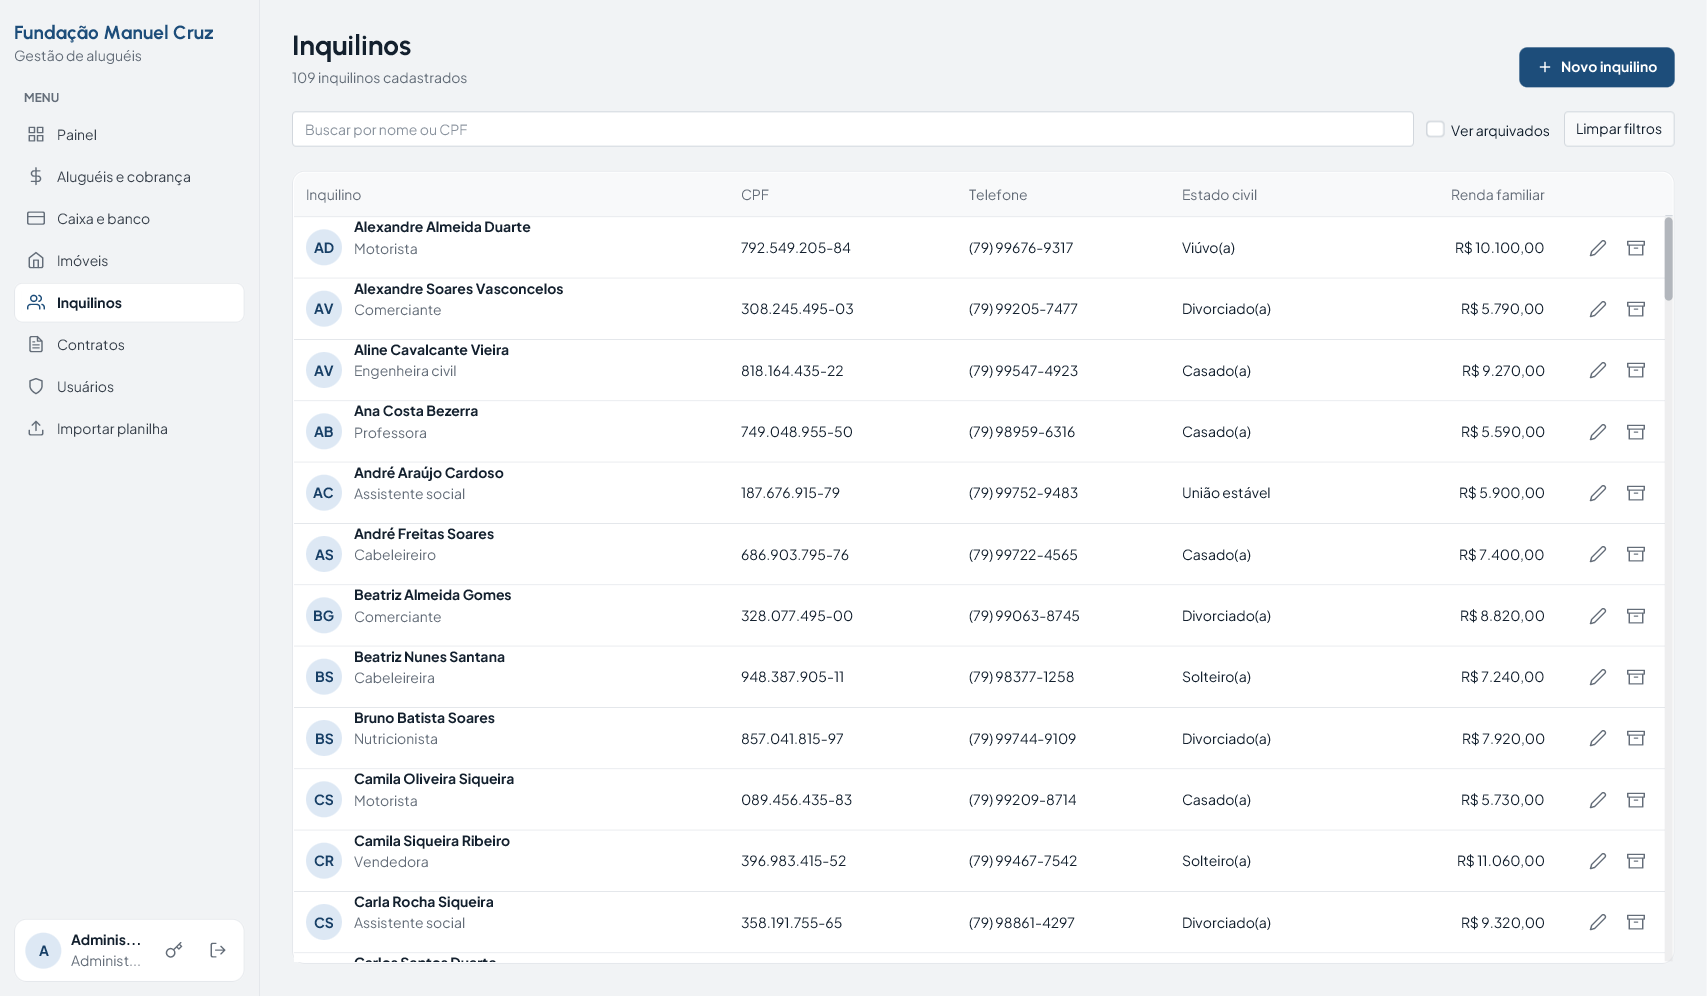 Fundação Manuel Cruz
Gestão de aluguéis
MENU
Painel
Aluguéis e cobrança
Caixa e banco
Imóveis
Inquilinos
Contratos
Usuários
Importar planilha
A
Adminis...
Administ...
Inquilinos
109 inquilinos cadastrados
+ Novo inquilino
Buscar por nome ou CPF
Ver arquivados
Limpar filtros
Inquilino CPF Telefone Estado civil Renda familiar
Alexandre Almeida Duarte
AD Motorista 792.549.205-84 (79) 99676-9317 Viúvo(a) R$ 10.100,00
Alexandre Soares Vasconcelos
AV Comerciante 308.245.495-03 (79) 99205-7477 Divorciado(a) R$ 5.790,00
Aline Cavalcante Vieira
AV Engenheira civil 818.164.435-22 (79) 99547-4923 Casado(a) R$ 9.270,00
Ana Costa Bezerra
AB Professora 749.048.955-50 (79) 98959-6316 Casado(a) R$ 5.590,00
André Araújo Cardoso
AC Assistente social 187.676.915-79 (79) 99752-9483 União estável R$ 5.900,00
André Freitas Soares
AS Cabeleireiro 686.903.795-76 (79) 99722-4565 Casado(a) R$ 7.400,00
Beatriz Almeida Gomes
BG Comerciante 328.077.495-00 (79) 99063-8745 Divorciado(a) R$ 8.820,00
Beatriz Nunes Santana
BS Cabeleireira 948.387.905-11 (79) 98377-1258 Solteiro(a) R$ 7.240,00
Bruno Batista Soares
BS Nutricionista 857.041.815-97 (79) 99744-9109 Divorciado(a) R$ 7.920,00
Camila Oliveira Siqueira
CS Motorista 089.456.435-83 (79) 99209-8714 Casado(a) R$ 5.730,00
Camila Siqueira Ribeiro
CR Vendedora 396.983.415-52 (79) 99467-7542 Solteiro(a) R$ 11.060,00
Carla Rocha Siqueira
CS Assistente social 358.191.755-65 (79) 98861-4297 Divorciado(a) R$ 9.320,00
Carlos Santos Duarte